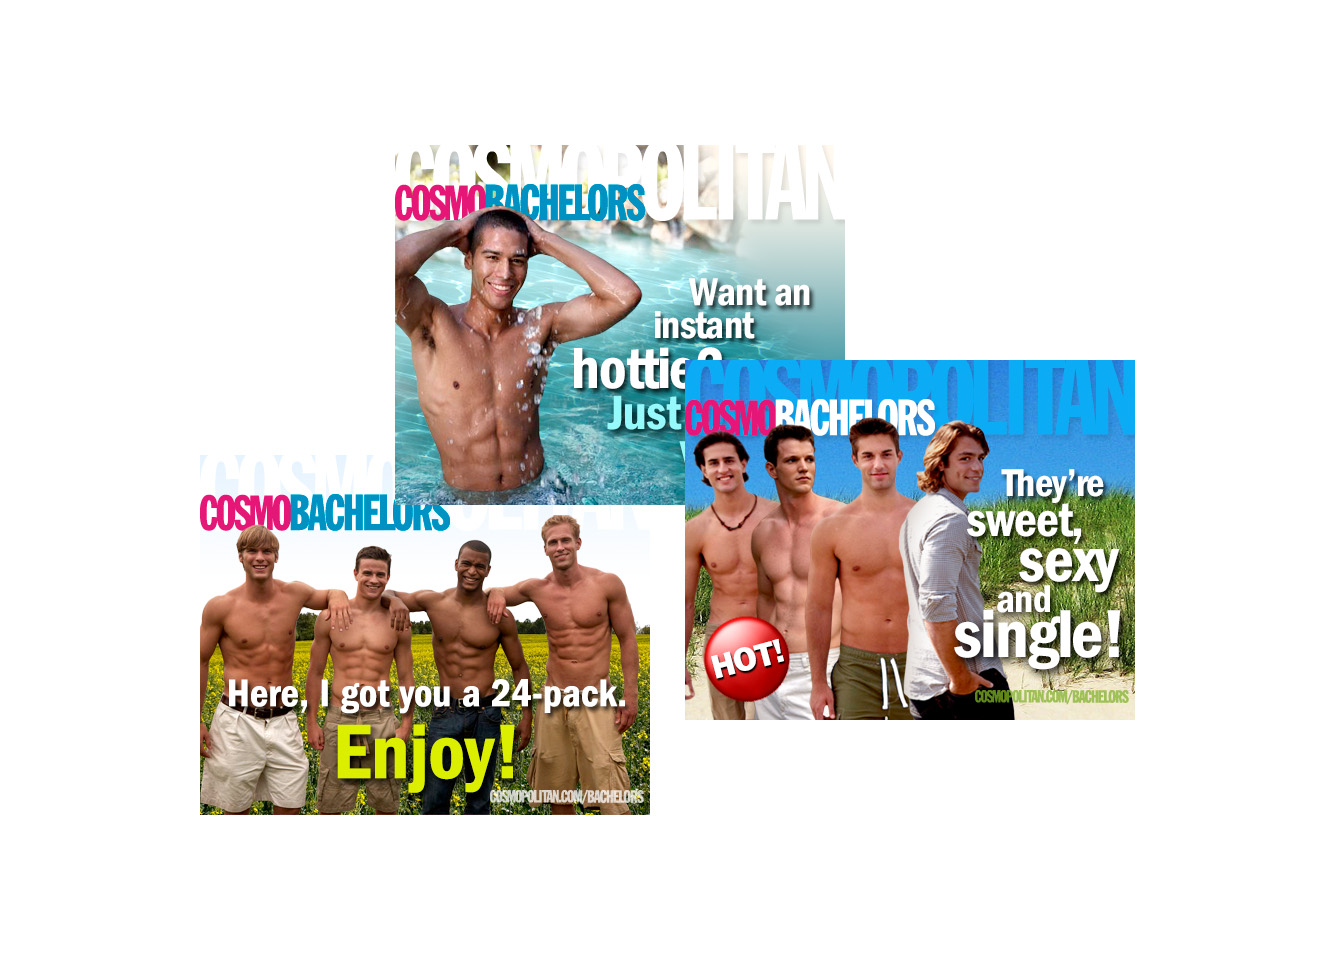 COSMOPOLITAN
COSMOBACHELORS
Want an
instant
hottie?
Just
COSMOPOLITAN
COSMOBACHELORS
They're
sweet,
sexy
and
single!
HOT!
COSMOPOLITAN.COM/BACHELORS
COSMOBACHELORS
Here, I got you a 24-pack.
Enjoy!
COSMOPOLITAN.COM/BACHELORS